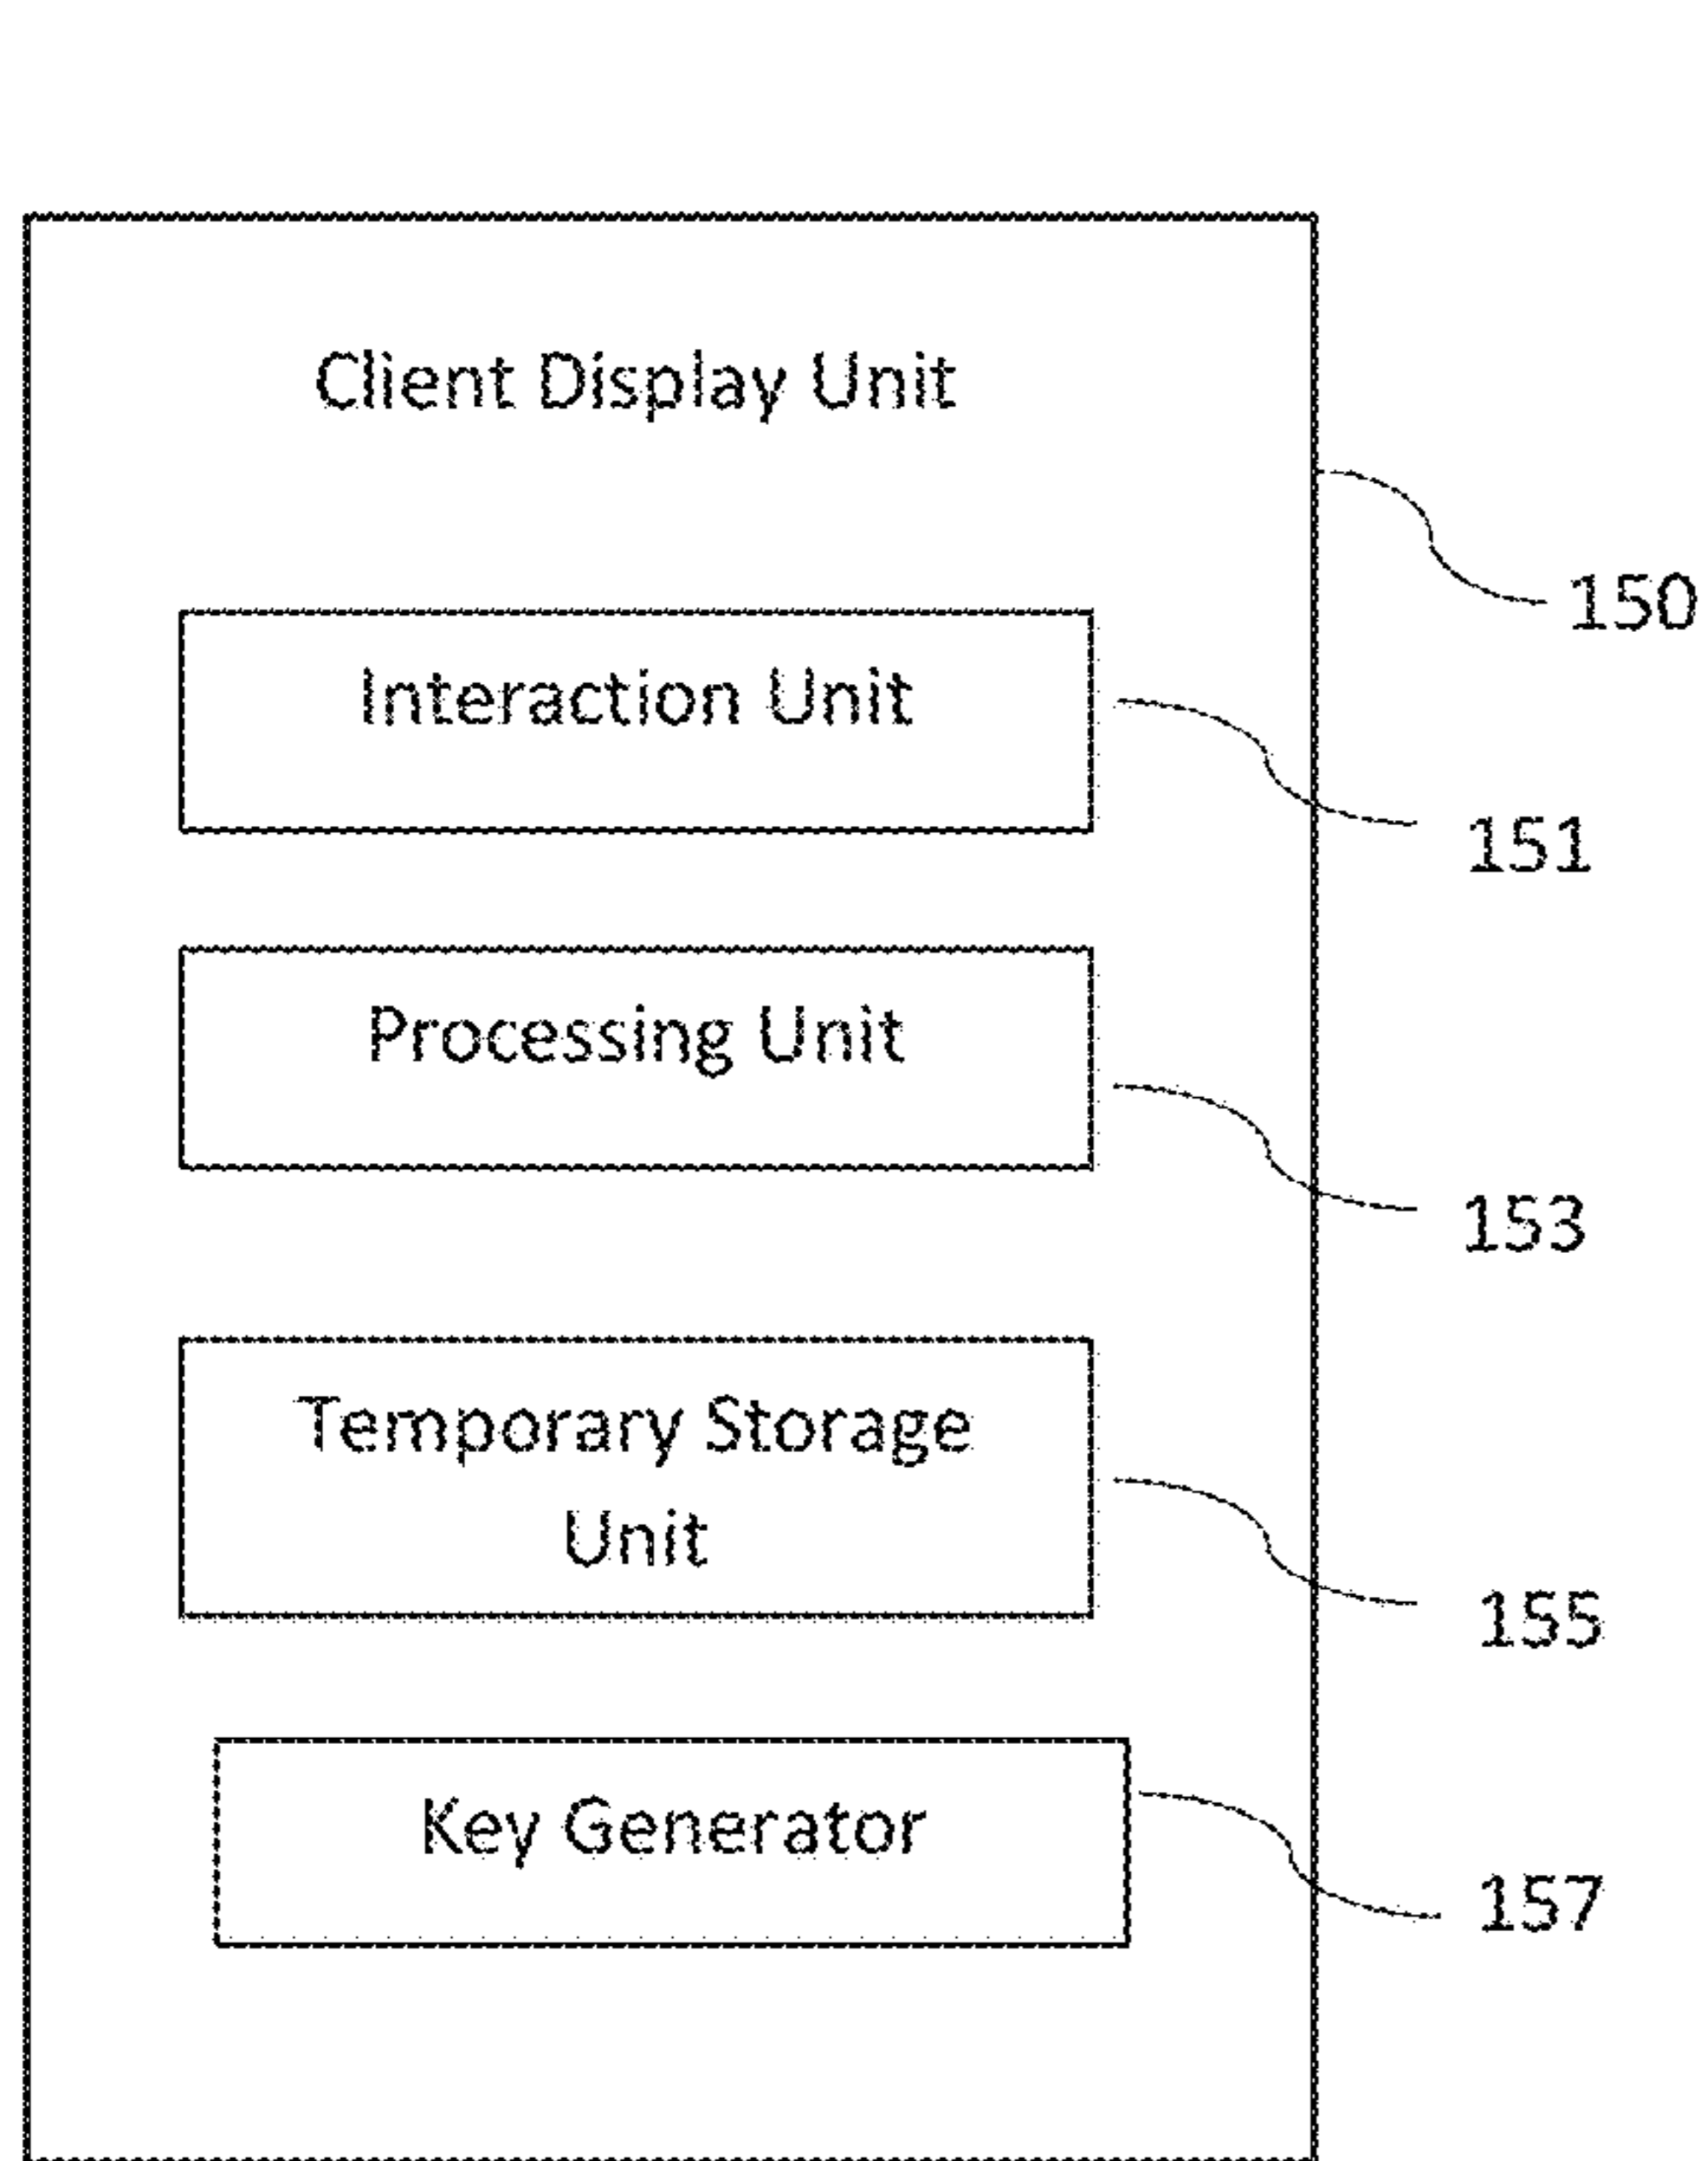 Client Display Unit
150
Interaction Unit
151
Processing Unit
153
Temporary Storage
Unit
155
Key Generator
157